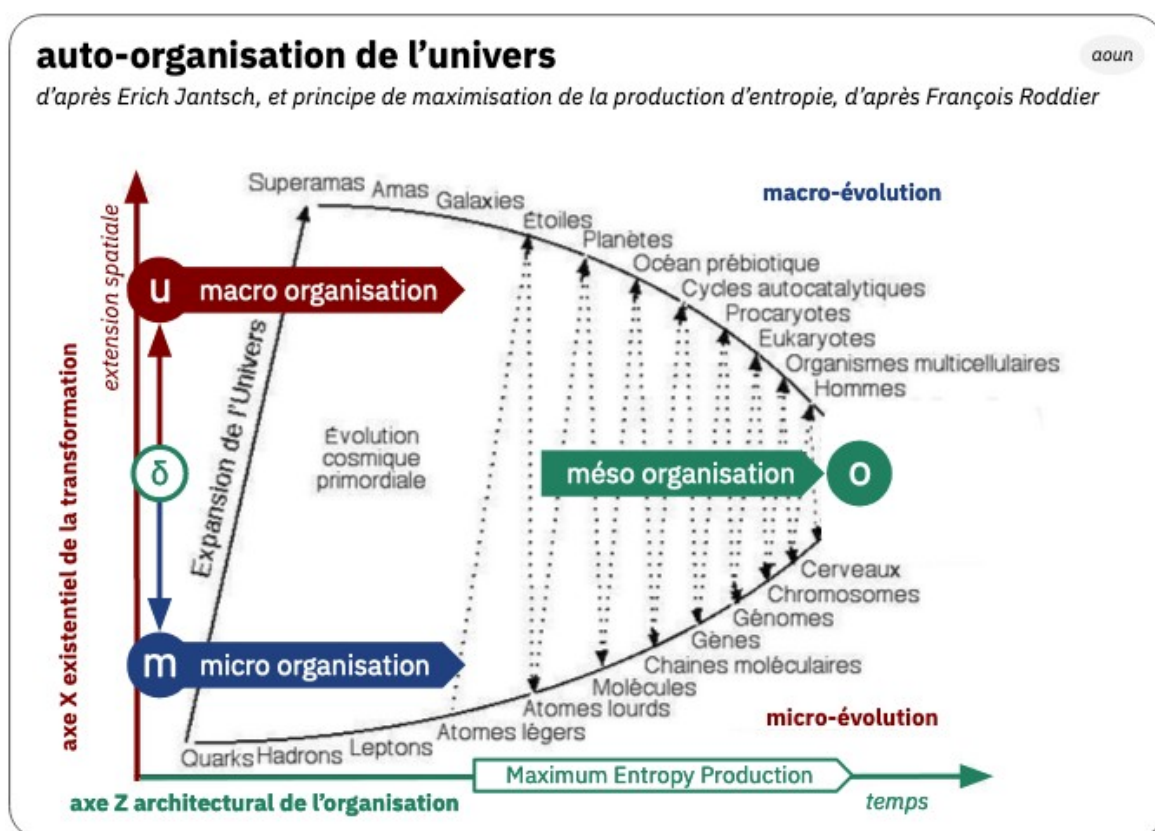 auto-organisation de l’univers
aoun
d’après Erich Jantsch, et principe de maximisation de la production d’entropie, d’après François Roddier
Superamas
Amas
Galaxies
Étoiles
Planètes
Océan prébiotique
Cycles autocatalytiques
Procaryotes
Eukaryotes
Organismes multicellulaires
Hommes
macro-évolution
extension spatiale
axe X existentiel de la transformation
u
macro organisation
Expansion de l'Univers
δ
Évolution
cosmique
primordiale
méso organisation
o
m
micro organisation
Cerveaux
Chromosomes
Génomes
Gènes
Chaines moléculaires
Molécules
Atomes lourds
Atomes légers
Leptons
Hadrons
Quarks
micro-évolution
Maximum Entropy Production
axe Z architectural de l’organisation
temps